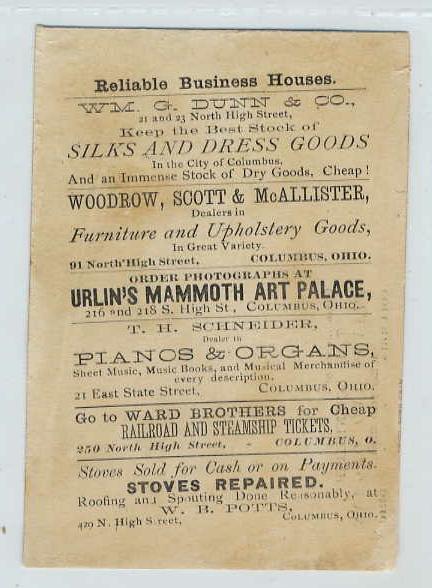 Reliable Business Houses.
WM. G. DUNN & CO.,
21 and 23 North High Street,
Keep the Best Stock of
SILKS AND DRESS GOODS
In the City of Columbus,
And an Immense Stock of Dry Goods, Cheap!
WOODROW, SCOTT & McALLISTER,
Dealers in
Furniture and Upholstery Goods,
In Great Variety.
91 North High Street, COLUMBUS, OHIO.
ORDER PHOTOGRAPHS AT
URLIN'S MAMMOTH ART PALACE,
216 and 218 S. High St, COLUMBUS, OHIO.
T. H. SCHNEIDER,
Dealer in
PIANOS & ORGANS,
Sheet Music, Music Books, and Musical Merchandise of
every description,
21 East State Street, COLUMBUS, OHIO.
Go to WARD BROTHERS for Cheap
RAILROAD AND STEAMSHIP TICKETS,
250 North High Street, - COLUMBUS, O.
Stoves Sold for Cash or on Payments.
STOVES REPAIRED.
Roofing and Spouting Done Reasonably, at
W. B. POTTS,
420 N. High Street, COLUMBUS, OHIO.